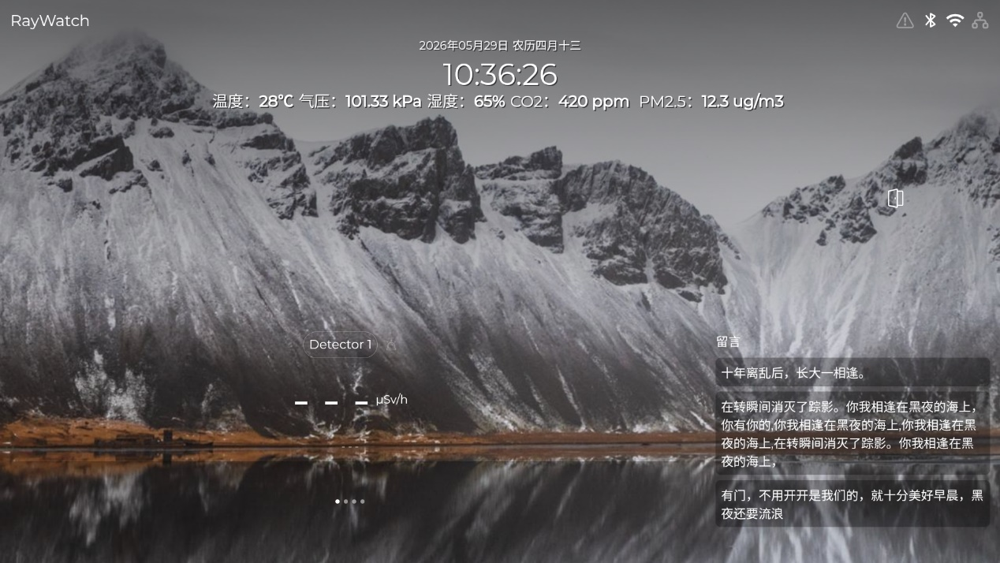 RayWatch
2026年05月29日 农历四月十三
10:36:26
温度：28℃ 气压：101.33 kPa 湿度：65% CO2：420 ppm PM2.5：12.3 ug/m3
Detector 1
– – – µSv/h
留言
十年离乱后，长大一相逢。
在转瞬间消灭了踪影。你我相逢在黑夜的海上，
你有你的,你我相逢在黑夜的海上,你我相逢在黑
夜的海上,在转瞬间消灭了踪影。你我相逢在黑
夜的海上，
有门，不用开开是我们的，就十分美好早晨，黑
夜还要流浪